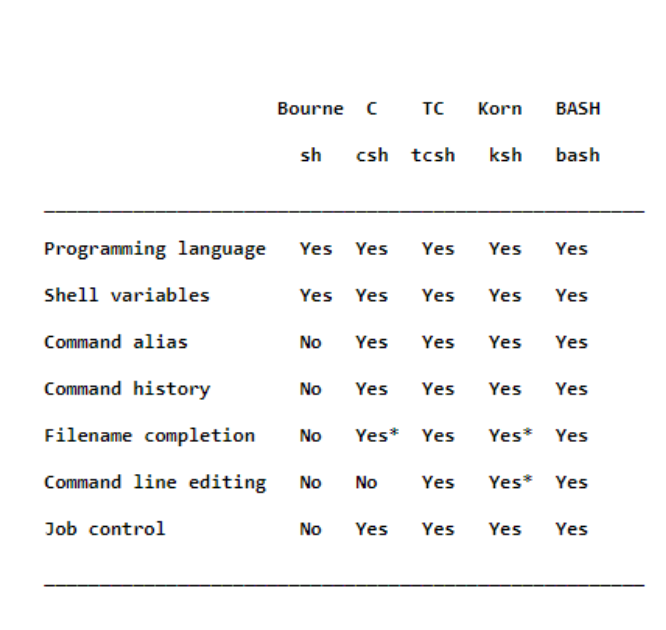 Bourne C TC Korn BASH
sh csh tcsh ksh bash
Programming language Yes Yes Yes Yes Yes
Shell variables Yes Yes Yes Yes Yes
Command alias No Yes Yes Yes Yes
Command history No Yes Yes Yes Yes
Filename completion No Yes* Yes Yes* Yes
Command line editing No No Yes Yes* Yes
Job control No Yes Yes Yes Yes